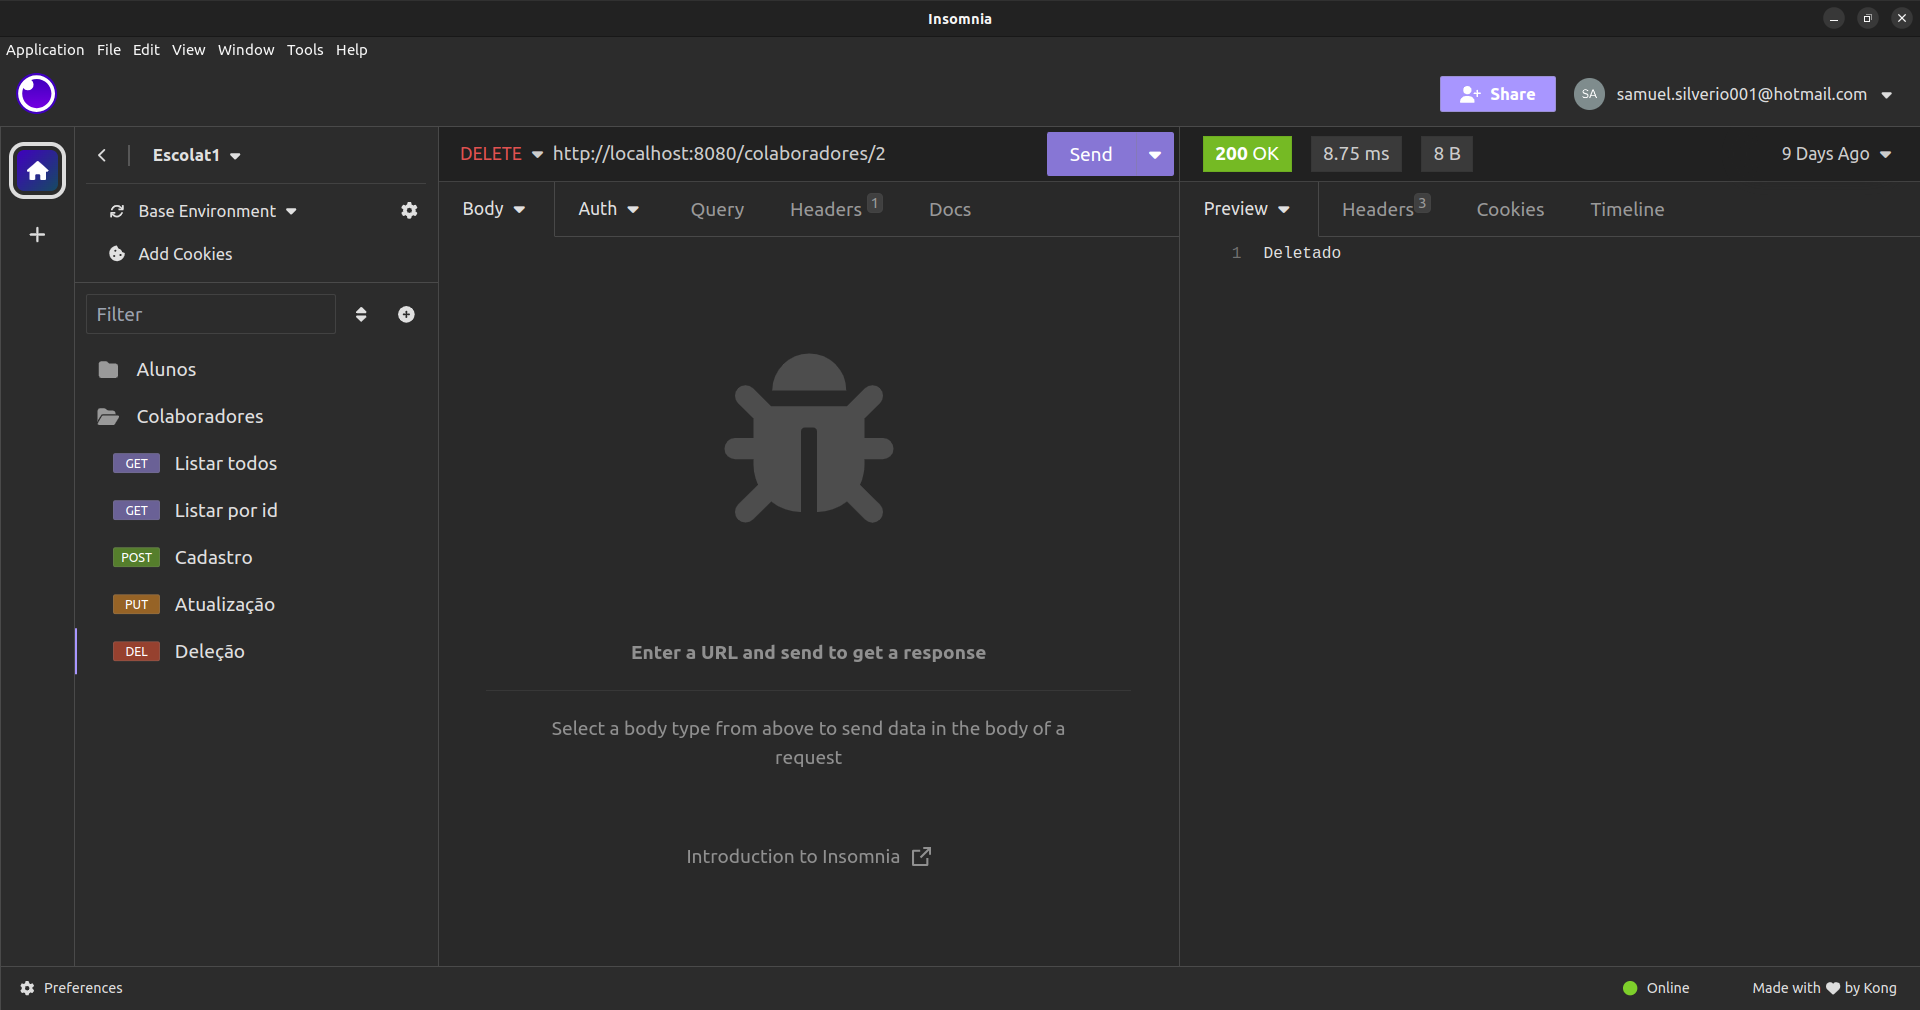 Insomnia
Application File Edit View Window Tools Help
Share
SA
samuel.silverio001@hotmail.com
Escolat1
Base Environment
Add Cookies
Filter
Alunos
Colaboradores
GET Listar todos
GET Listar por id
POST Cadastro
PUT Atualização
DEL Deleção
DELETE http://localhost:8080/colaboradores/2 Send
Body Auth Query Headers 1 Docs
Enter a URL and send to get a response
Select a body type from above to send data in the body of a
request
Introduction to Insomnia
200 OK 8.75 ms 8 B 9 Days Ago
Preview Headers 3 Cookies Timeline
1 Deletado
Preferences
Online
Made with by Kong